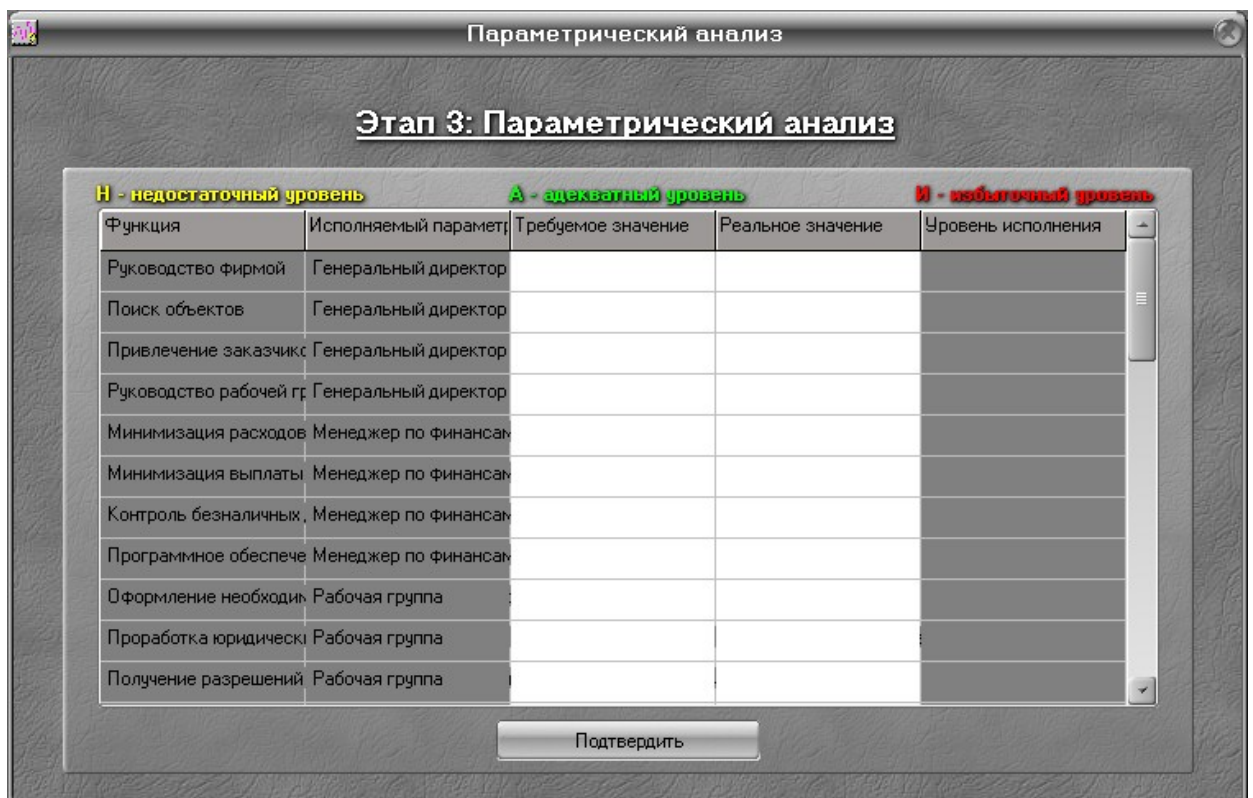 Параметрический анализ
Этап 3: Параметрический анализ
Н - недостаточный уровень А - адекватный уровень И - избыточный уровень
Функция Исполняемый параметр Требуемое значение Реальное значение Уровень исполнения
Руководство фирмой Генеральный директор
Поиск объектов Генеральный директор
Привлечение заказчикс Генеральный директор
Руководство рабочей гр Генеральный директор
Минимизация расходов Менеджер по финансам
Минимизация выплаты Менеджер по финансам
Контроль безналичных, Менеджер по финансам
Программное обеспече Менеджер по финансам
Оформление необходим Рабочая группа
Проработка юридически Рабочая группа
Получение разрешений Рабочая группа
Подтвердить